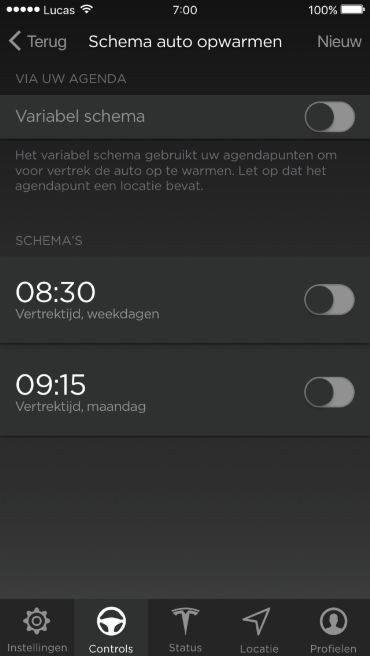 Lucas 7:00 100%
Terug Schema auto opwarmen Nieuw
VIA UW AGENDA
Variabel schema
Het variabel schema gebruikt uw agendapunten om
voor vertrek de auto op te warmen. Let op dat het
agendapunt een locatie bevat.
SCHEMA'S
08:30
Vertrektijd, weekdagen
09:15
Vertrektijd, maandag
Instellingen Controls Status Locatie Profielen